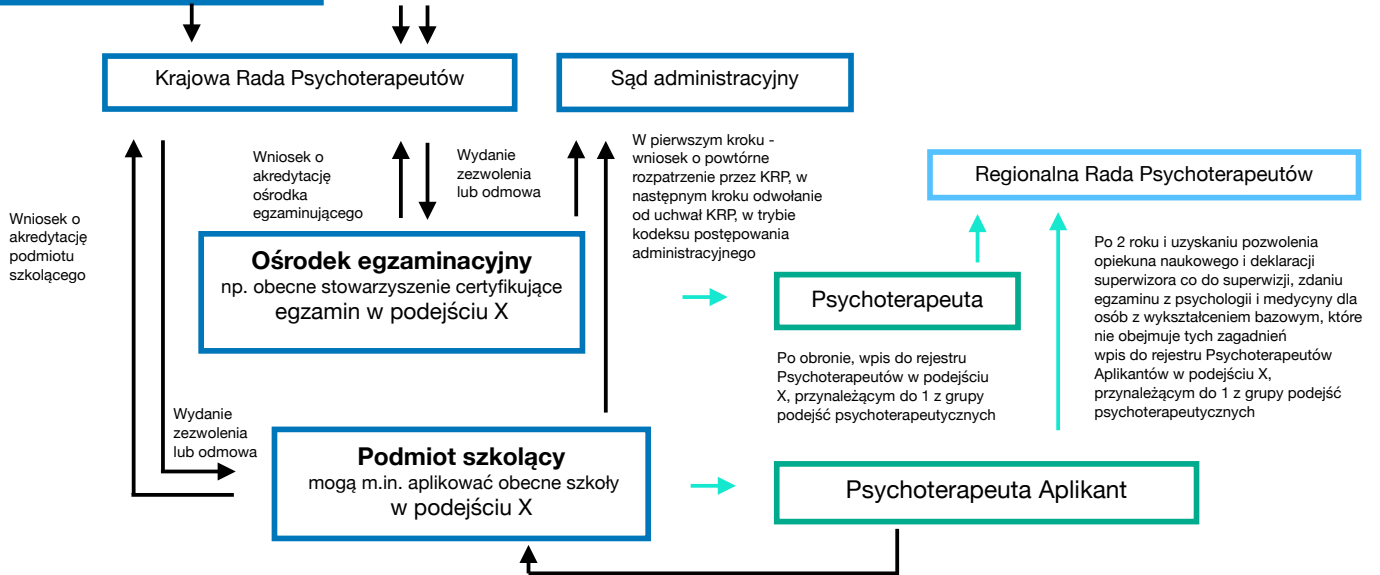 Krajowa Rada Psychoterapeutów
Sąd administracyjny
Wniosek o
akredytację
podmiotu
szkolącego
Wniosek o
akredytację
ośrodka
egzaminującego
Wydanie
zezwolenia
lub odmowa
W pierwszym kroku -
wniosek o powtórne
rozpatrzenie przez KRP, w
następnym kroku odwołanie
od uchwał KRP, w trybie
kodeksu postępowania
administracyjnego
Regionalna Rada Psychoterapeutów
Ośrodek egzaminacyjny
np. obecne stowarzyszenie certyfikujące
egzamin w podejściu X
Psychoterapeuta
Po obronie, wpis do rejestru
Psychoterapeutów w podejściu
X, przynależącym do 1 z grupy
podejść psychoterapeutycznych
Po 2 roku i uzyskaniu pozwolenia
opiekuna naukowego i deklaracji
superwizora co do superwizji, zdaniu
egzaminu z psychologii i medycyny dla
osób z wykształceniem bazowym, które
nie obejmuje tych zagadnień
wpis do rejestru Psychoterapeutów
Aplikantów w podejściu X,
przynależącym do 1 z grupy podejść
psychoterapeutycznych
Wydanie
zezwolenia
lub odmowa
Podmiot szkolący
mogą m.in. aplikować obecne szkoły
w podejściu X
Psychoterapeuta Aplikant